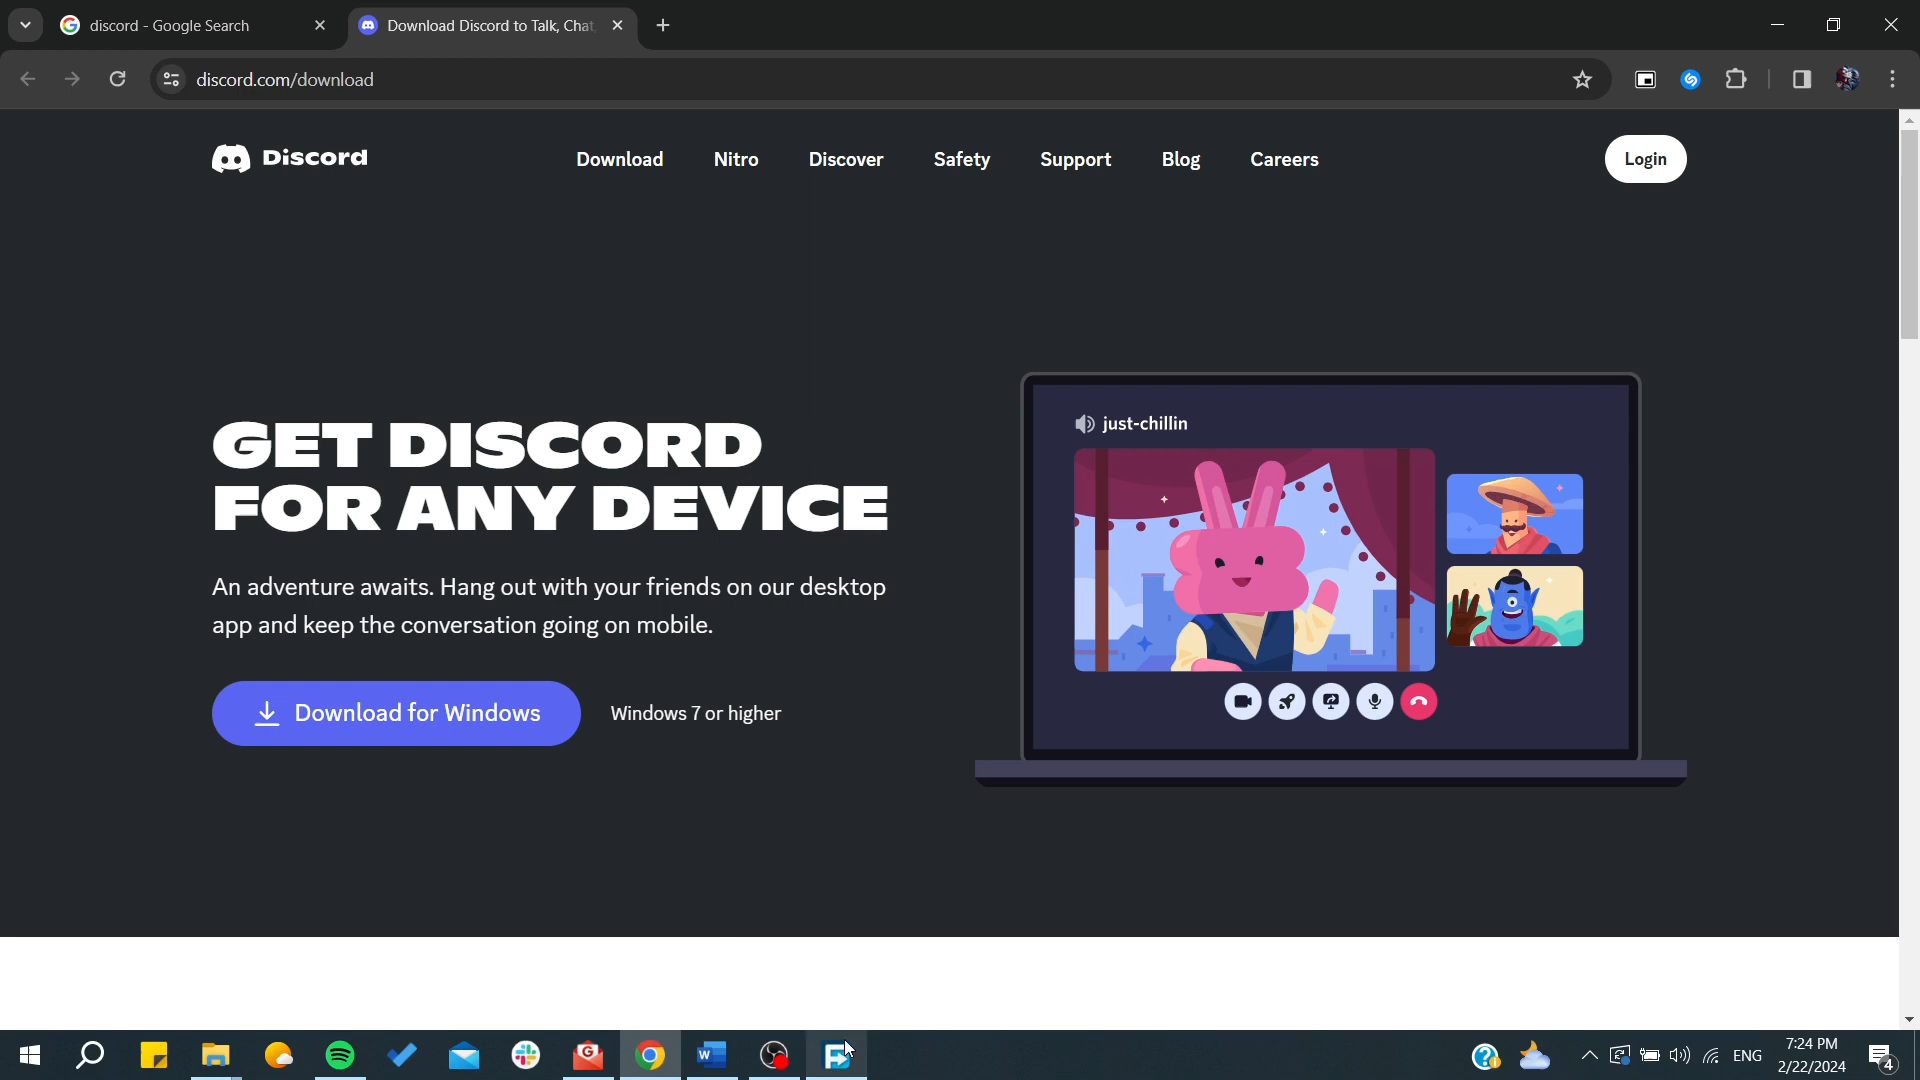 discord - Google Search
Download Discord to Talk, Chat,
discord.com/download
Discord
Download
Nitro
Discover
Safety
Support
Blog
Careers
Login
GET DISCORD
FOR ANY DEVICE
An adventure awaits. Hang out with your friends on our desktop
app and keep the conversation going on mobile.
Download for Windows
Windows 7 or higher
just-chillin
ENG
7:24 PM
2/22/2024
4